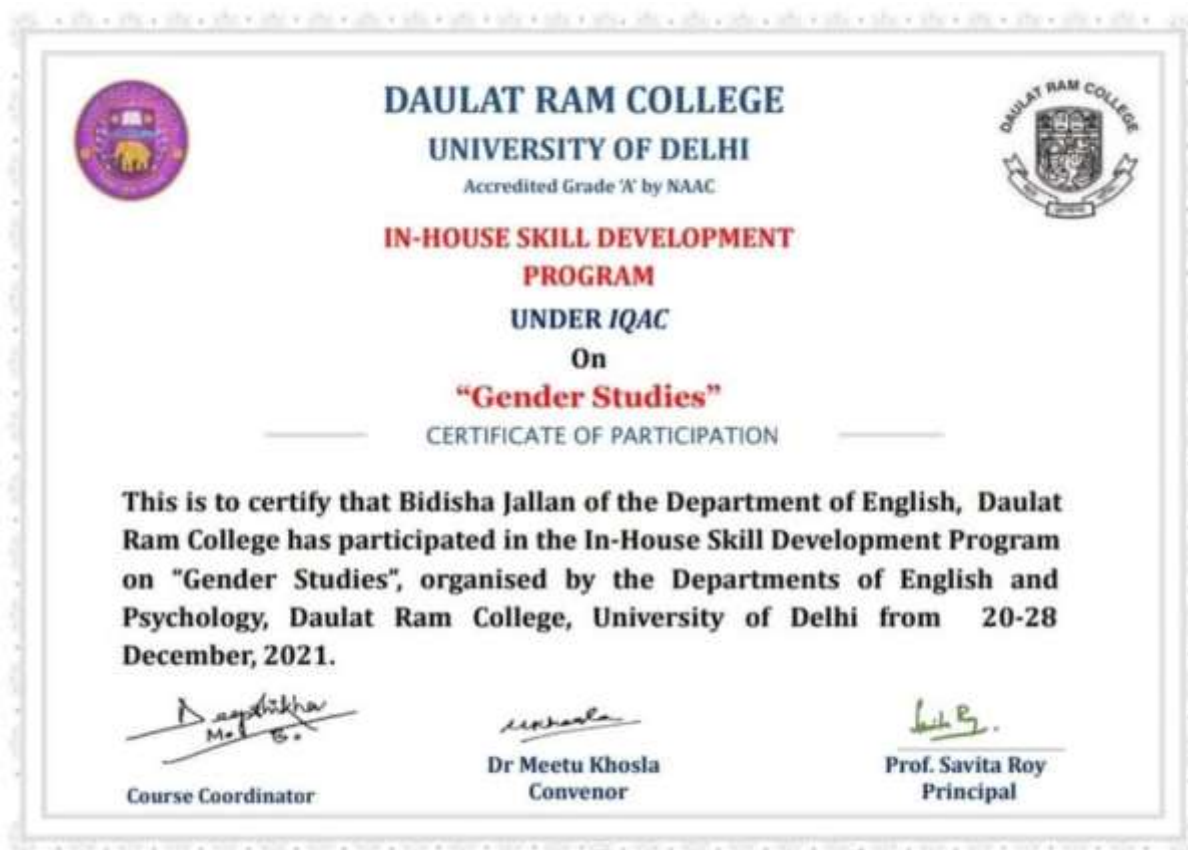 DAULAT RAM COLLEGE
UNIVERSITY OF DELHI
Accredited Grade 'A' by NAAC
DAULAT RAM COLLEGE
IN-HOUSE SKILL DEVELOPMENT
PROGRAM
UNDER IQAC
On
“Gender Studies”
CERTIFICATE OF PARTICIPATION
This is to certify that Bidisha Jallan of the Department of English, Daulat
Ram College has participated in the In-House Skill Development Program
on "Gender Studies", organised by the Departments of English and
Psychology, Daulat Ram College, University of Delhi from 20-28
December, 2021.
Deepshikha
Course Coordinator
Dr Meetu Khosla
Convenor
Prof. Savita Roy
Principal